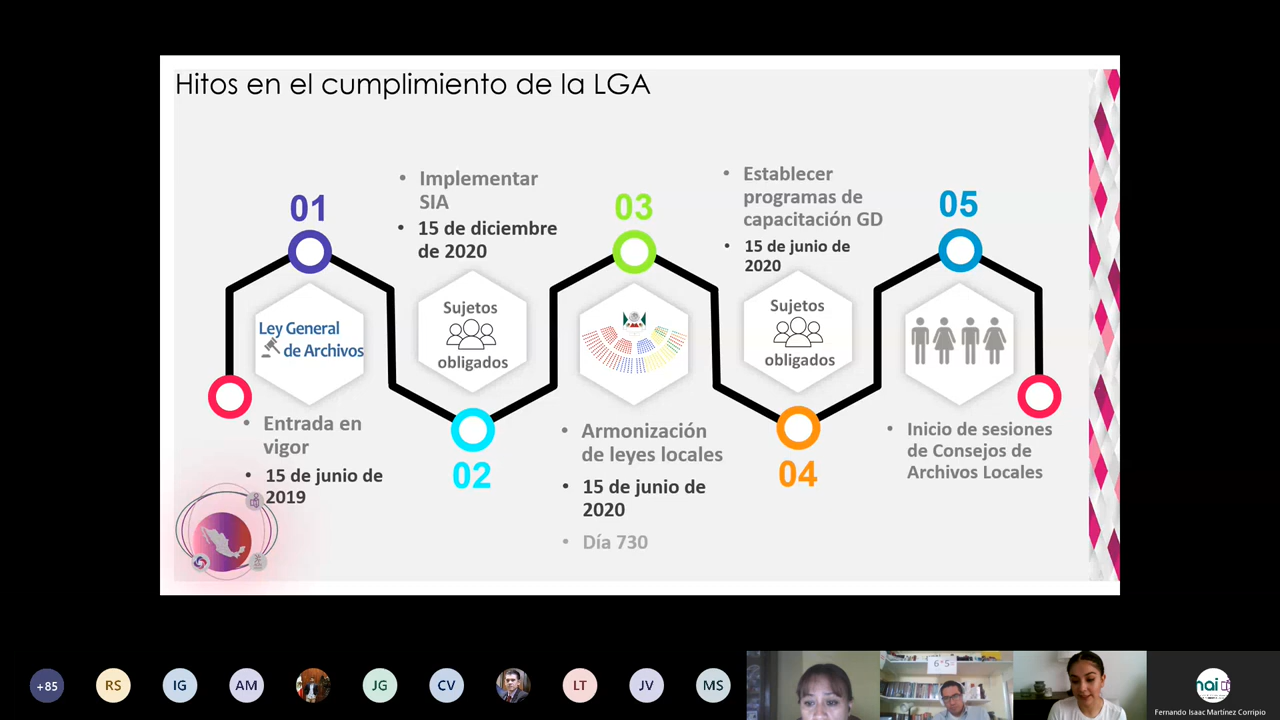 Hitos en el cumplimiento de la LGA
01
Ley General
de Archivos
• Entrada en
vigor
• 15 de junio de
2019
• Implementar
SIA
• 15 de diciembre
de 2020
Sujetos
obligados
02
03
• Armonización
de leyes locales
• 15 de junio de
2020
• Día 730
• Establecer
programas de
capacitación GD
• 15 de junio de
2020
Sujetos
obligados
04
05
• Inicio de sesiones
de Consejos de
Archivos Locales
+85
RS
IG
AM
JG
CV
LT
JV
MS
6*5
nai
Fernando Isaac Martínez Corripio